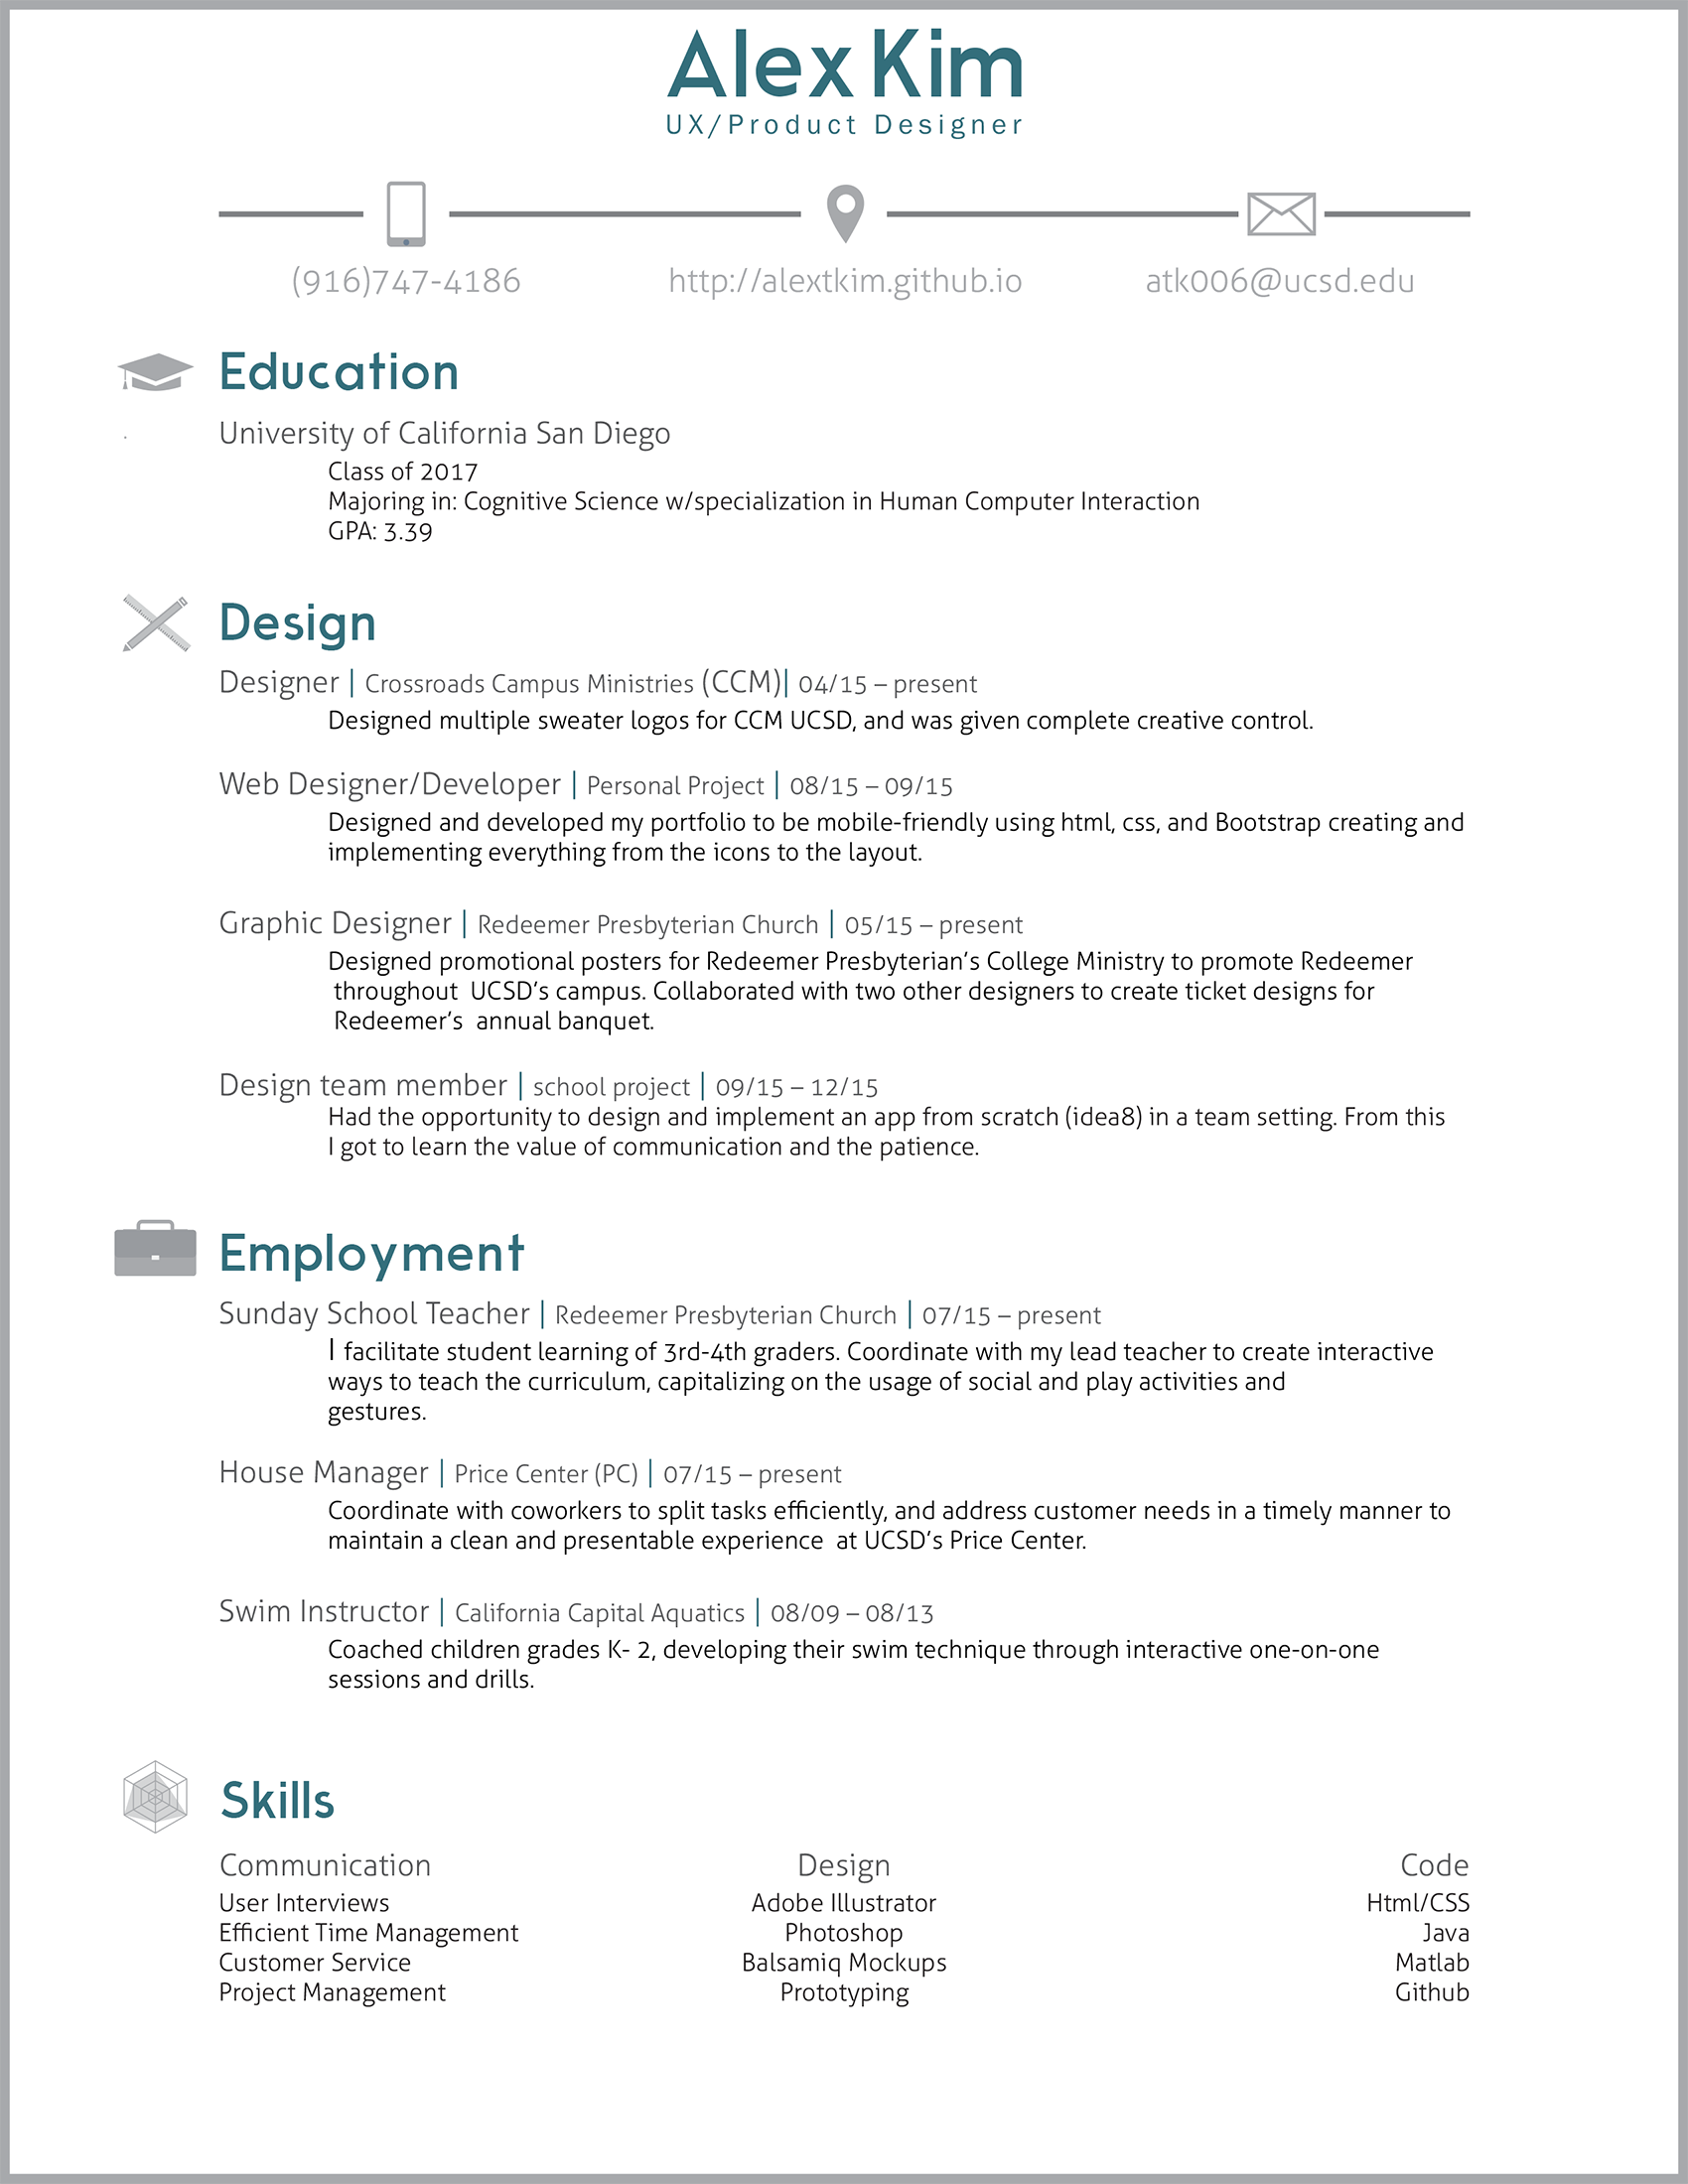 Alex Kim
UX/Product Designer
(916)747-4186
http://alextkim.github.io
atk006@ucsd.edu
Education
University of California San Diego
Class of 2017
Majoring in: Cognitive Science w/specialization in Human Computer Interaction
GPA: 3.39
Design
Designer | Crossroads Campus Ministries (CCM)| 04/15 – present
Designed multiple sweater logos for CCM UCSD, and was given complete creative control.
Web Designer/Developer | Personal Project | 08/15 – 09/15
Designed and developed my portfolio to be mobile-friendly using html, css, and Bootstrap creating and
implementing everything from the icons to the layout.
Graphic Designer | Redeemer Presbyterian Church | 05/15 – present
Designed promotional posters for Redeemer Presbyterian’s College Ministry to promote Redeemer
throughout UCSD’s campus. Collaborated with two other designers to create ticket designs for
Redeemer’s annual banquet.
Design team member | school project | 09/15 – 12/15
Had the opportunity to design and implement an app from scratch (idea8) in a team setting. From this
I got to learn the value of communication and the patience.
Employment
Sunday School Teacher | Redeemer Presbyterian Church | 07/15 – present
I facilitate student learning of 3rd-4th graders. Coordinate with my lead teacher to create interactive
ways to teach the curriculum, capitalizing on the usage of social and play activities and
gestures.
House Manager | Price Center (PC) | 07/15 – present
Coordinate with coworkers to split tasks efficiently, and address customer needs in a timely manner to
maintain a clean and presentable experience at UCSD’s Price Center.
Swim Instructor | California Capital Aquatics | 08/09 – 08/13
Coached children grades K- 2, developing their swim technique through interactive one-on-one
sessions and drills.
Skills
Communication
User Interviews
Efficient Time Management
Customer Service
Project Management
Design
Adobe Illustrator
Photoshop
Balsamiq Mockups
Prototyping
Code
Html/CSS
Java
Matlab
Github